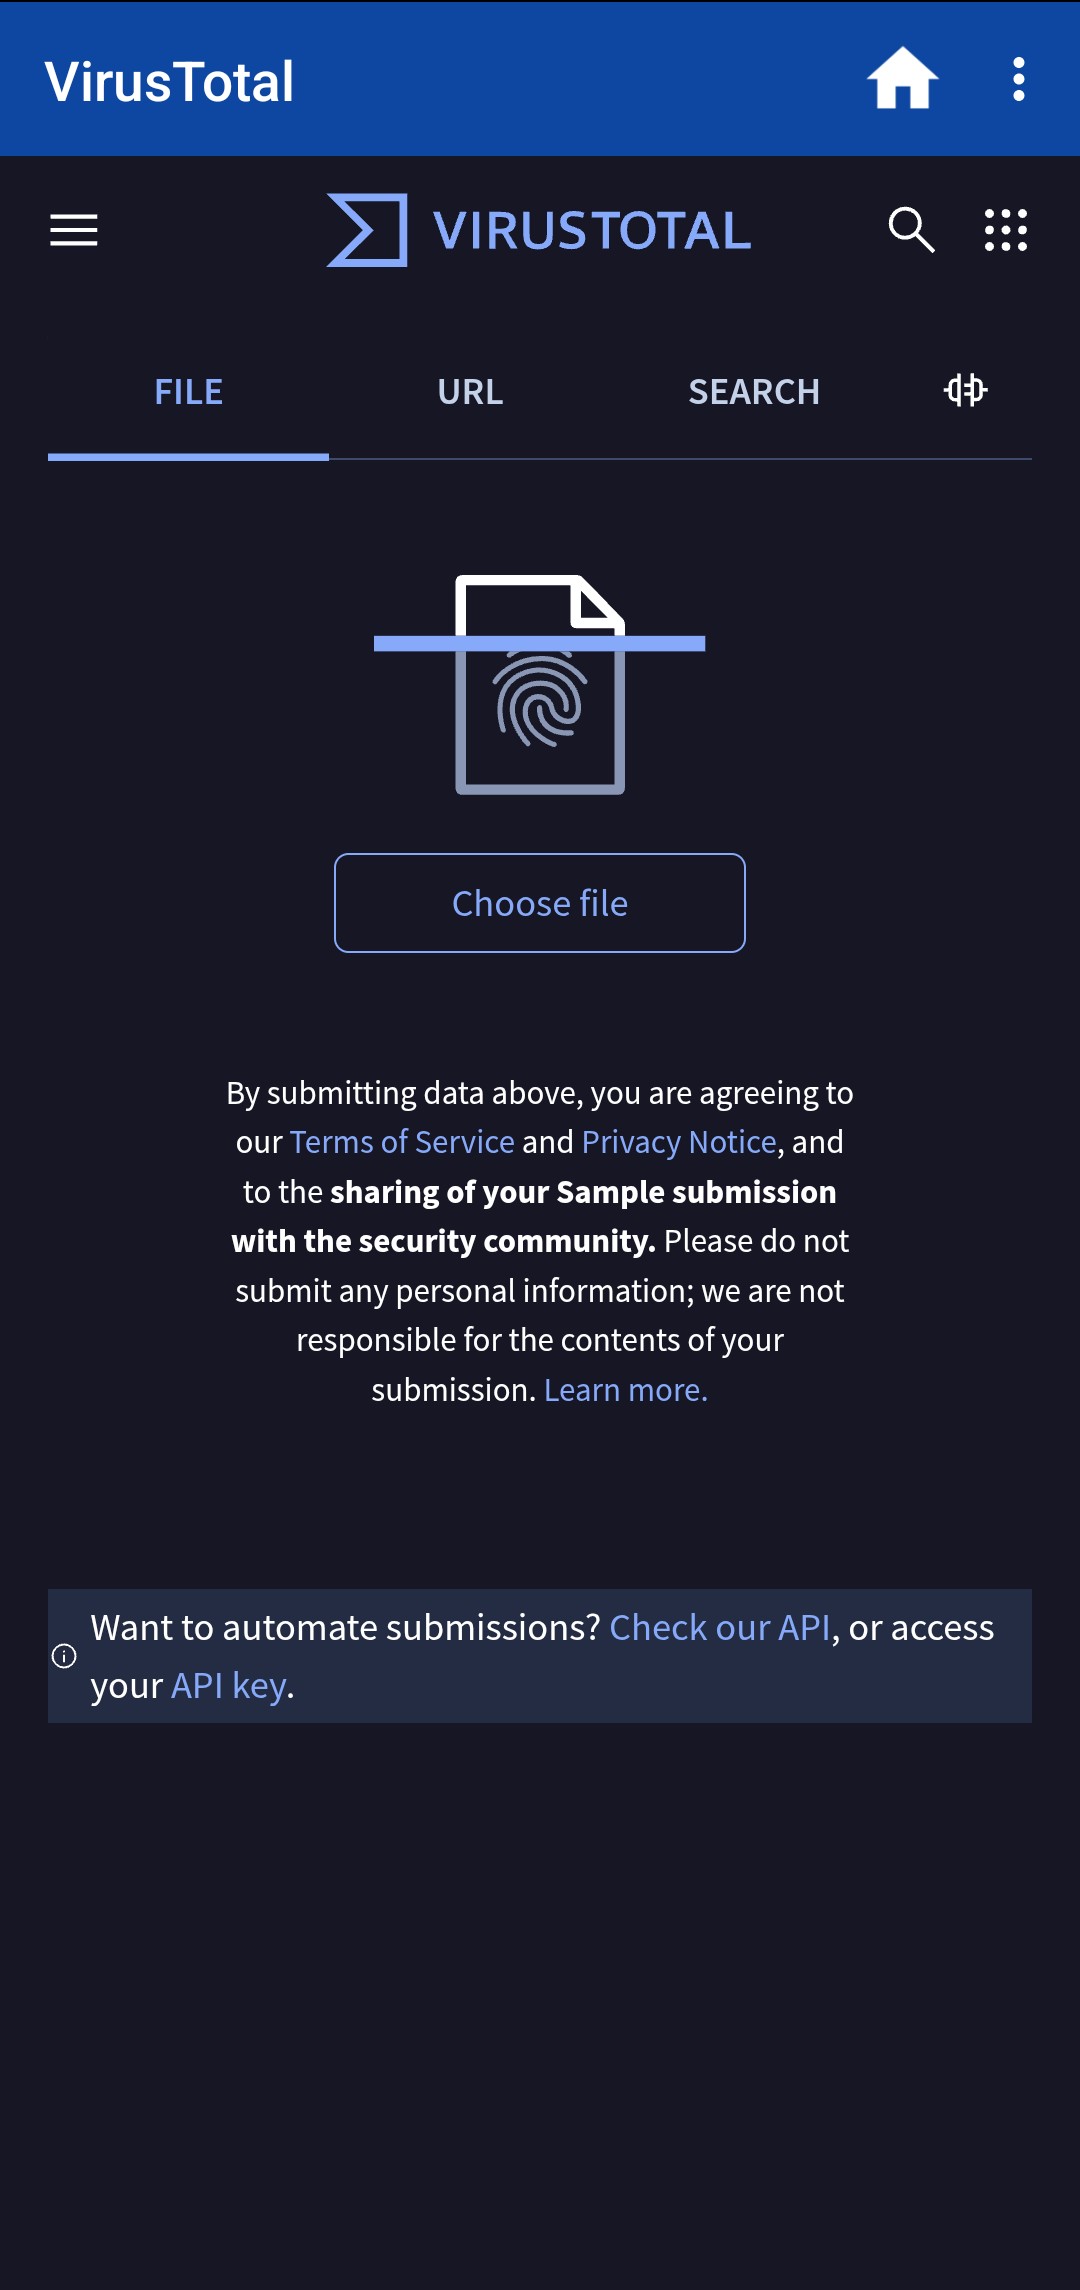 VirusTotal
VIRUSTOTAL
FILE
URL
SEARCH
Choose file
By submitting data above, you are agreeing to
our Terms of Service and Privacy Notice, and
to the sharing of your Sample submission
with the security community. Please do not
submit any personal information; we are not
responsible for the contents of your
submission. Learn more.
Want to automate submissions? Check our API, or access
your API key.